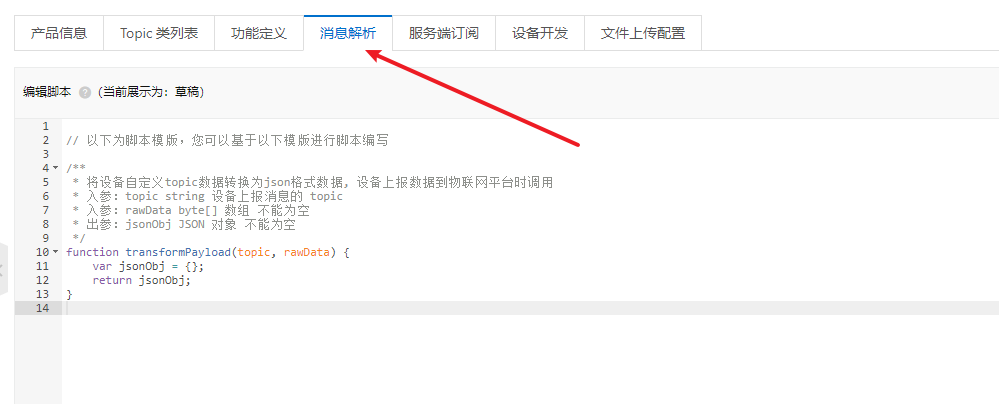 产品信息 Topic 类列表 功能定义 消息解析 服务端订阅 设备开发 文件上传配置
编辑脚本 ? (当前展示为: 草稿)
1
2 // 以下为脚本模版，您可以基于以下模版进行脚本编写
3
4 /**
5  * 将设备自定义topic数据转换为json格式数据, 设备上报数据到物联网平台时调用
6  * 入参: topic string 设备上报消息的 topic
7  * 入参: rawData byte[] 数组 不能为空
8  * 出参: jsonObj JSON 对象 不能为空
9  */
10 function transformPayload(topic, rawData) {
11     var jsonObj = {};
12     return jsonObj;
13 }
14